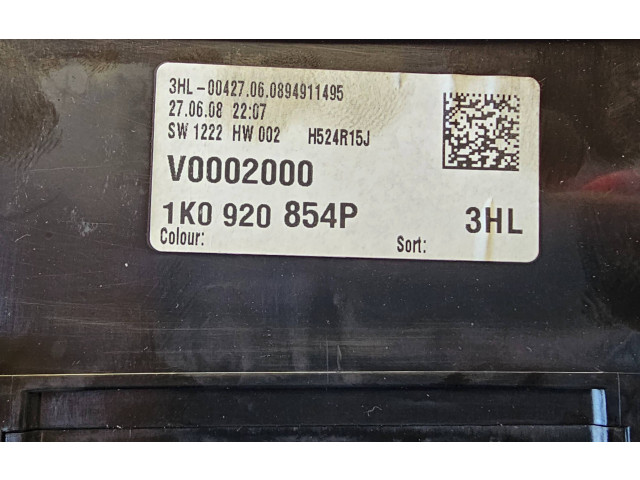 3HL-00427.06.0894911495
27.06.08 22:07
SW 1222 HW 002 H524R15J
V0002000
1K0 920 854P 3HL
Colour: Sort: